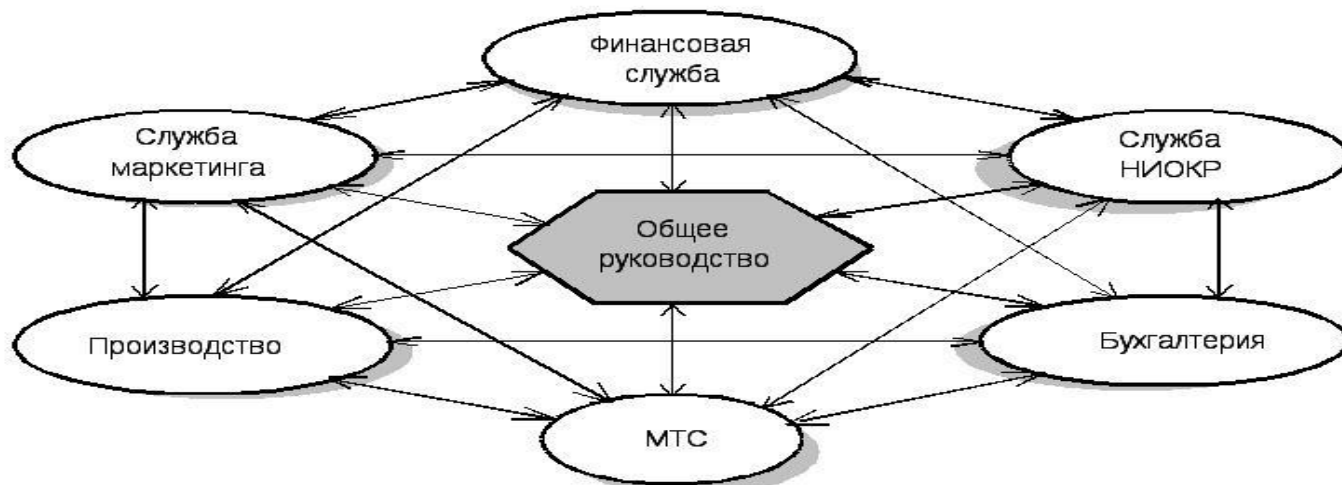 Финансовая
служба
Служба
маркетинга
Служба
НИОКР
Общее
руководство
Производство
Бухгалтерия
МТС